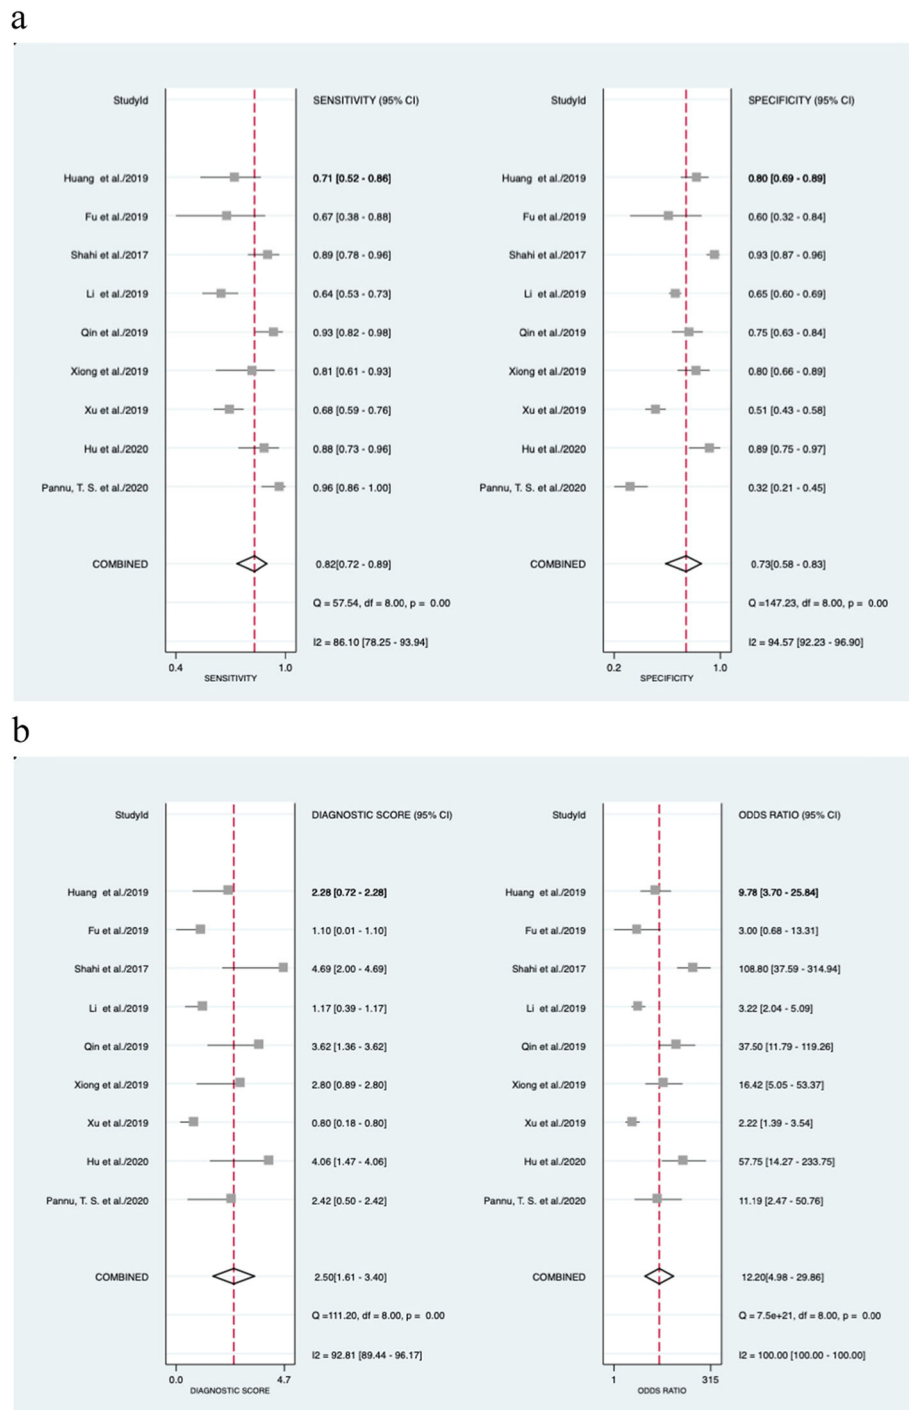 a
StudyId SENSITIVITY (95% CI)
Huang et al./2019 0.71 [0.52 - 0.86]
Fu et al./2019 0.67 [0.38 - 0.88]
Shahi et al./2017 0.89 [0.78 - 0.96]
Li et al./2019 0.64 [0.53 - 0.73]
Qin et al./2019 0.93 [0.82 - 0.98]
Xiong et al./2019 0.81 [0.61 - 0.93]
Xu et al./2019 0.68 [0.59 - 0.76]
Hu et al./2020 0.88 [0.73 - 0.96]
Pannu, T. S. et al./2020 0.96 [0.86 - 1.00]
COMBINED 0.82[0.72 - 0.89]
Q = 57.54, df = 8.00, p = 0.00
I2 = 86.10 [78.25 - 93.94]
0.4 1.0
SENSITIVITY
StudyId SPECIFICITY (95% CI)
Huang et al./2019 0.80 [0.69 - 0.89]
Fu et al./2019 0.60 [0.32 - 0.84]
Shahi et al./2017 0.93 [0.87 - 0.96]
Li et al./2019 0.65 [0.60 - 0.69]
Qin et al./2019 0.75 [0.63 - 0.84]
Xiong et al./2019 0.80 [0.66 - 0.89]
Xu et al./2019 0.51 [0.43 - 0.58]
Hu et al./2020 0.89 [0.75 - 0.97]
Pannu, T. S. et al./2020 0.32 [0.21 - 0.45]
COMBINED 0.73[0.58 - 0.83]
Q =147.23, df = 8.00, p = 0.00
I2 = 94.57 [92.23 - 96.90]
0.2 1.0
SPECIFICITY
b
StudyId DIAGNOSTIC SCORE (95% CI)
Huang et al./2019 2.28 [0.72 - 2.28]
Fu et al./2019 1.10 [0.01 - 1.10]
Shahi et al./2017 4.69 [2.00 - 4.69]
Li et al./2019 1.17 [0.39 - 1.17]
Qin et al./2019 3.62 [1.36 - 3.62]
Xiong et al./2019 2.80 [0.89 - 2.80]
Xu et al./2019 0.80 [0.18 - 0.80]
Hu et al./2020 4.06 [1.47 - 4.06]
Pannu, T. S. et al./2020 2.42 [0.50 - 2.42]
COMBINED 2.50[1.61 - 3.40]
Q =111.20, df = 8.00, p = 0.00
I2 = 92.81 [89.44 - 96.17]
0.0 4.7
DIAGNOSTIC SCORE
StudyId ODDS RATIO (95% CI)
Huang et al./2019 9.78 [3.70 - 25.84]
Fu et al./2019 3.00 [0.68 - 13.31]
Shahi et al./2017 108.80 [37.59 - 314.94]
Li et al./2019 3.22 [2.04 - 5.09]
Qin et al./2019 37.50 [11.79 - 119.26]
Xiong et al./2019 16.42 [5.05 - 53.37]
Xu et al./2019 2.22 [1.39 - 3.54]
Hu et al./2020 57.75 [14.27 - 233.75]
Pannu, T. S. et al./2020 11.19 [2.47 - 50.76]
COMBINED 12.20[4.98 - 29.86]
Q = 7.5e+21, df = 8.00, p = 0.00
I2 = 100.00 [100.00 - 100.00]
1 315
ODDS RATIO